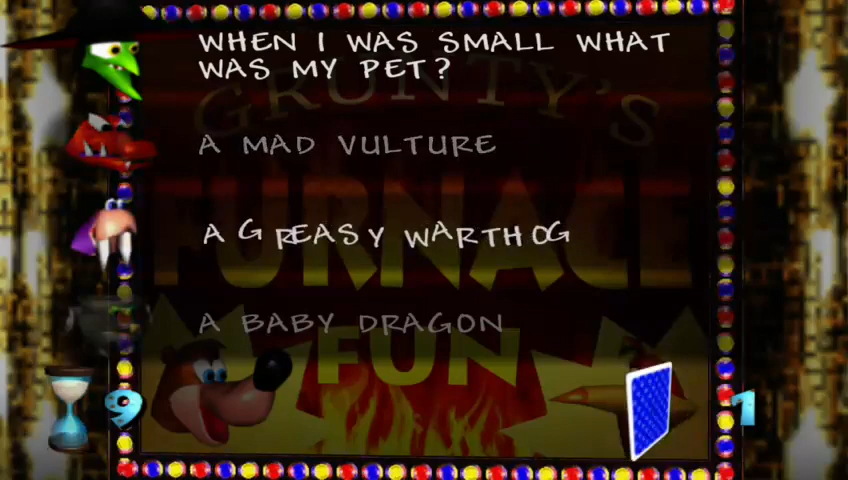 WHEN I WAS SMALL WHAT
WAS MY PET?
GRUNTY'S
A MAD VULTURE
FURNACE
A GREASY WARTHOG
A BABY DRAGON
FUN
9
1